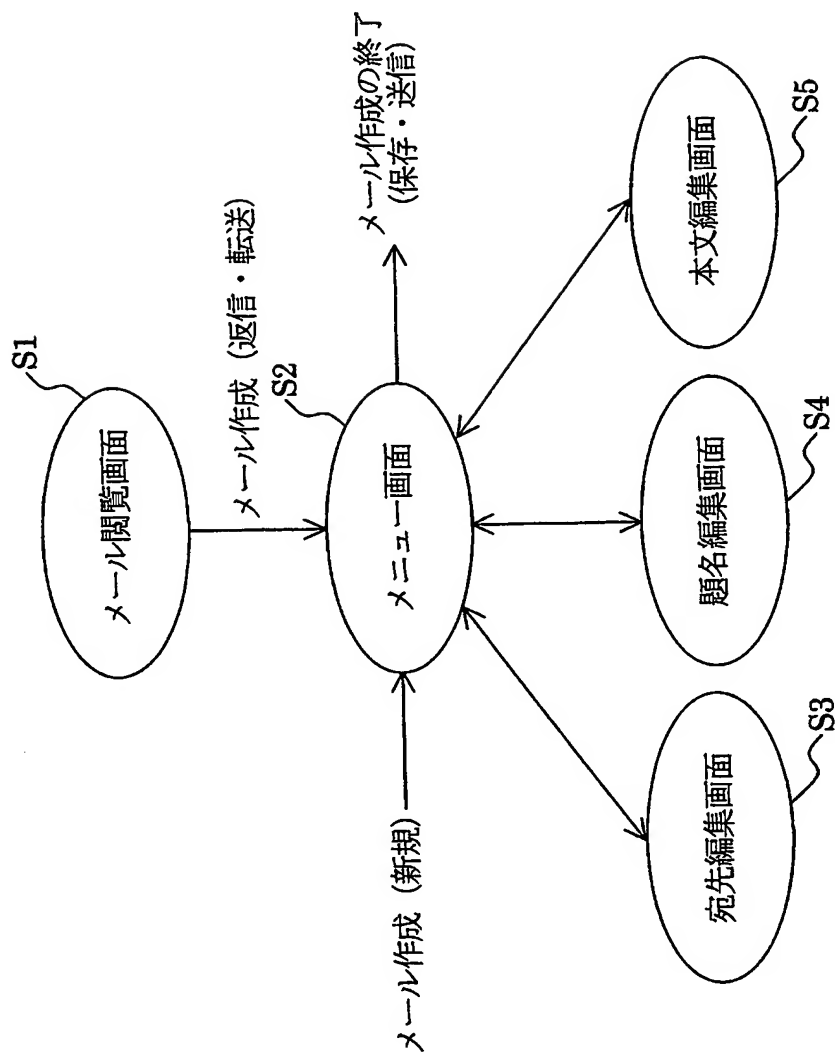 メール閲覧画面
S1
メール作成 (返信・転送)
S2
メール作成 (新規)
メニュー画面
メール作成の終了
(保存・送信)
宛先編集画面
S3
題名編集画面
S4
本文編集画面
S5